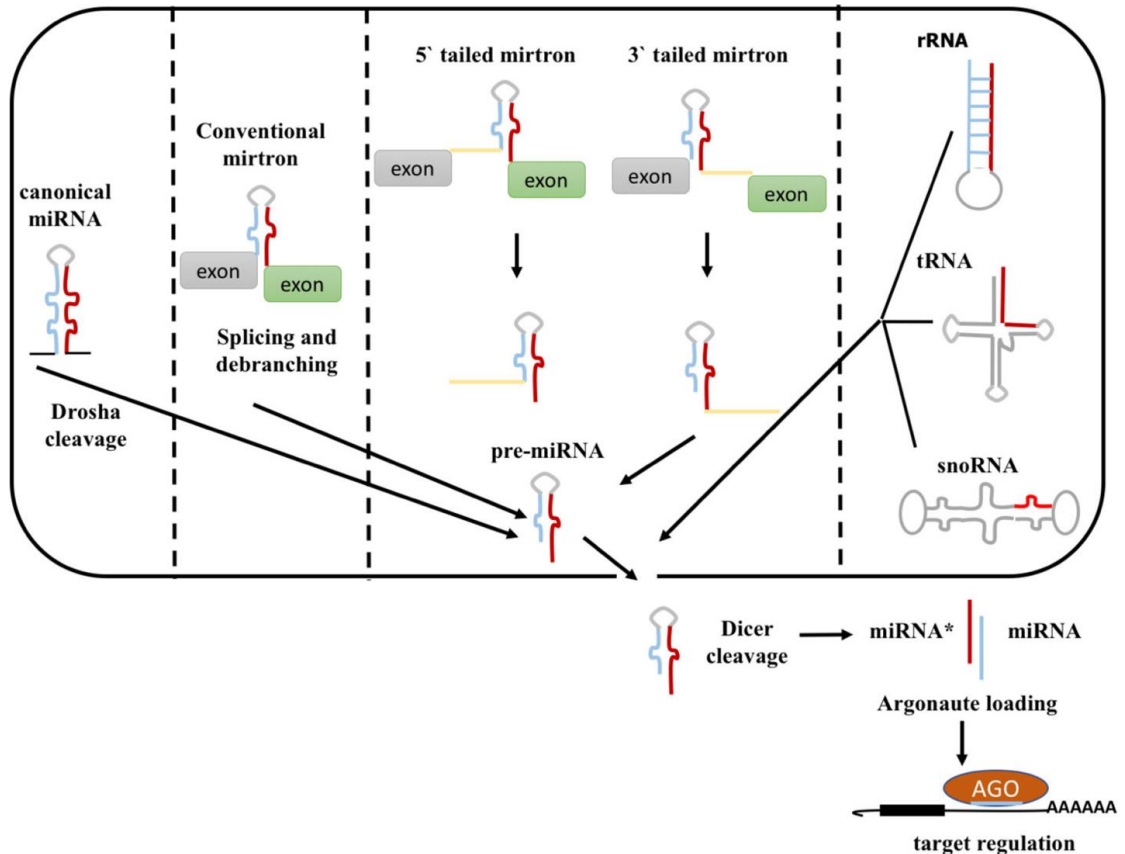 canonical
miRNA
Drosha
cleavage
Conventional
mirtron
exon
exon
Splicing and
debranching
5` tailed mirtron
exon
exon
3` tailed mirtron
exon
exon
pre-miRNA
rRNA
tRNA
snoRNA
Dicer
cleavage
miRNA*
miRNA
Argonaute loading
AGO
AAAAAA
target regulation